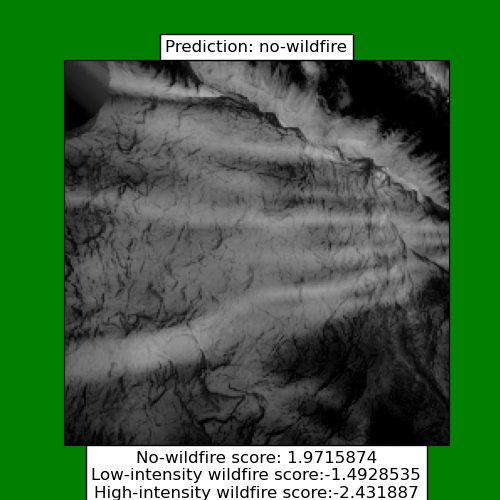 Prediction: no-wildfire
No-wildfire score: 1.9715874
Low-intensity wildfire score:-1.4928535
High-intensity wildfire score:-2.431887